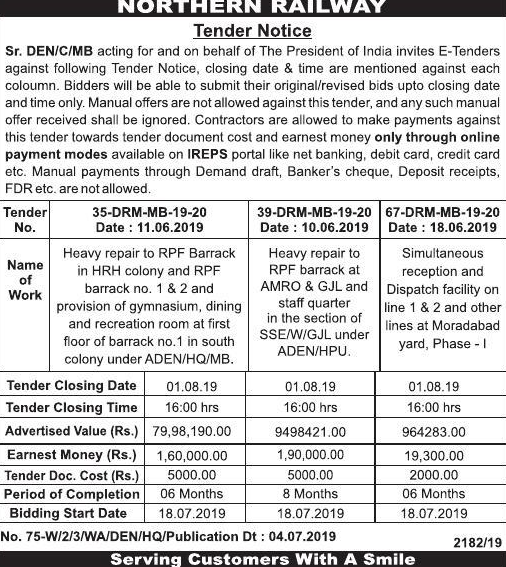 NORTHERN RAILWAY
Tender Notice
Sr. DEN/C/MB acting for and on behalf of The President of India invites E-Tenders
against following Tender Notice, closing date & time are mentioned against each
coloumn. Bidders will be able to submit their original/revised bids upto closing date
and time only. Manual offers are not allowed against this tender, and any such manual
offer received shall be ignored. Contractors are allowed to make payments against
this tender towards tender document cost and earnest money only through online
payment modes available on IREPS portal like net banking, debit card, credit card
etc. Manual payments through Demand draft, Banker's cheque, Deposit receipts,
FDR etc. are not allowed.
Tender No. 35-DRM-MB-19-20 Date : 11.06.2019 39-DRM-MB-19-20 Date : 10.06.2019 67-DRM-MB-19-20 Date : 18.06.2019
Name of Work
Heavy repair to RPF Barrack
in HRH colony and RPF
barrack no. 1 & 2 and
provision of gymnasium, dining
and recreation room at first
floor of barrack no.1 in south
colony under ADEN/HQ/MB.
Heavy repair to
RPF barrack at
AMRO & GJL and
staff quarter
in the section of
SSE/W/GJL under
ADEN/HPU.
Simultaneous
reception and
Dispatch facility on
line 1 & 2 and other
lines at Moradabad
yard, Phase - I
Tender Closing Date 01.08.19 01.08.19 01.08.19
Tender Closing Time 16:00 hrs 16:00 hrs 16:00 hrs
Advertised Value (Rs.) 79,98,190.00 9498421.00 964283.00
Earnest Money (Rs.) 1,60,000.00 1,90,000.00 19,300.00
Tender Doc. Cost (Rs.) 5000.00 5000.00 2000.00
Period of Completion 06 Months 8 Months 06 Months
Bidding Start Date 18.07.2019 18.07.2019 18.07.2019
No. 75-W/2/3/WA/DEN/HQ/Publication Dt : 04.07.2019
2182/19
Serving Customers With A Smile